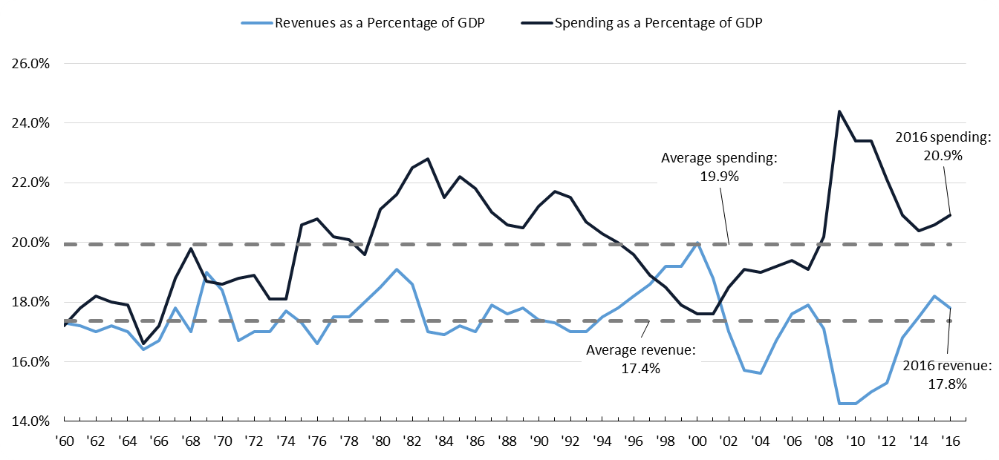 Revenues as a Percentage of GDP Spending as a Percentage of GDP
26.0%
24.0%
22.0%
20.0%
18.0%
16.0%
14.0%
Average spending:
19.9%
2016 spending:
20.9%
Average revenue:
17.4%
2016 revenue:
17.8%
'60 '62 '64 '66 '68 '70 '72 '74 '76 '78 '80 '82 '84 '86 '88 '90 '92 '94 '96 '98 '00 '02 '04 '06 '08 '10 '12 '14 '16